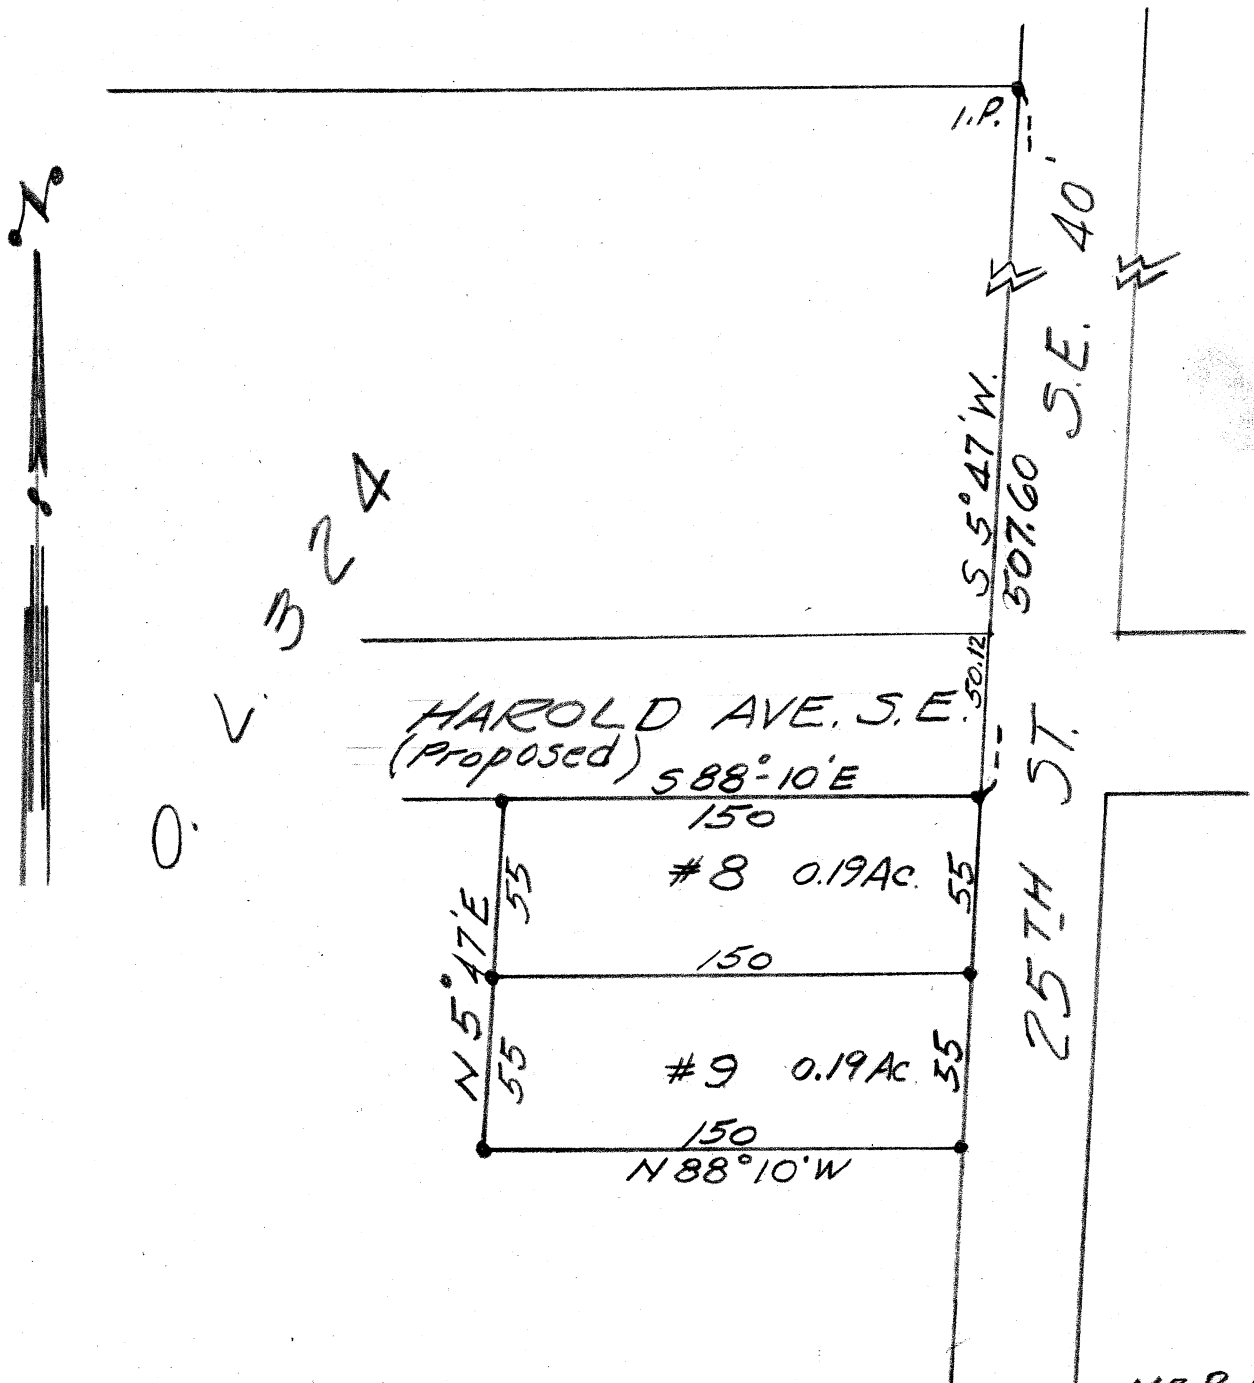 N
I.P.
25TH ST. S.E. 40'
S 5°47'W.
507.60
O.V. 324
50.12
HAROLD AVE. S.E.
(Proposed)
S 88°-10'E
150
55
#8 0.19Ac.
55
N 5°47'E
150
55
#9 0.19Ac.
55
150
N 88°10'W